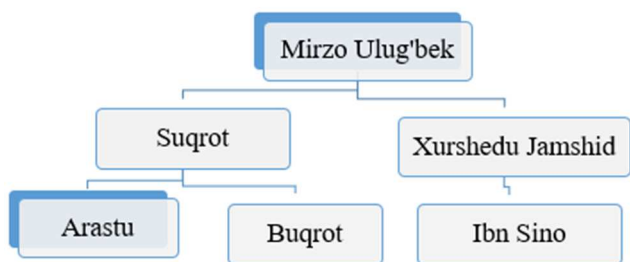 Mirzo Ulug'bek
Suqrot
Xurshedu Jamshid
Arastu
Buqrot
Ibn Sino